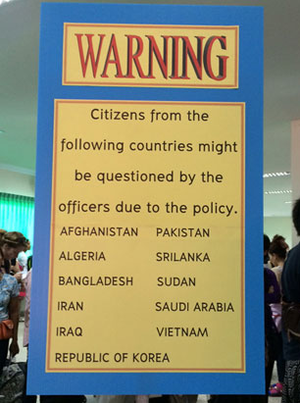 WARNING
Citizens from the
following countries might
be questioned by the
officers due to the policy.
AFGHANISTAN PAKISTAN
ALGERIA SRILANKA
BANGLADESH SUDAN
IRAN SAUDI ARABIA
IRAQ VIETNAM
REPUBLIC OF KOREA